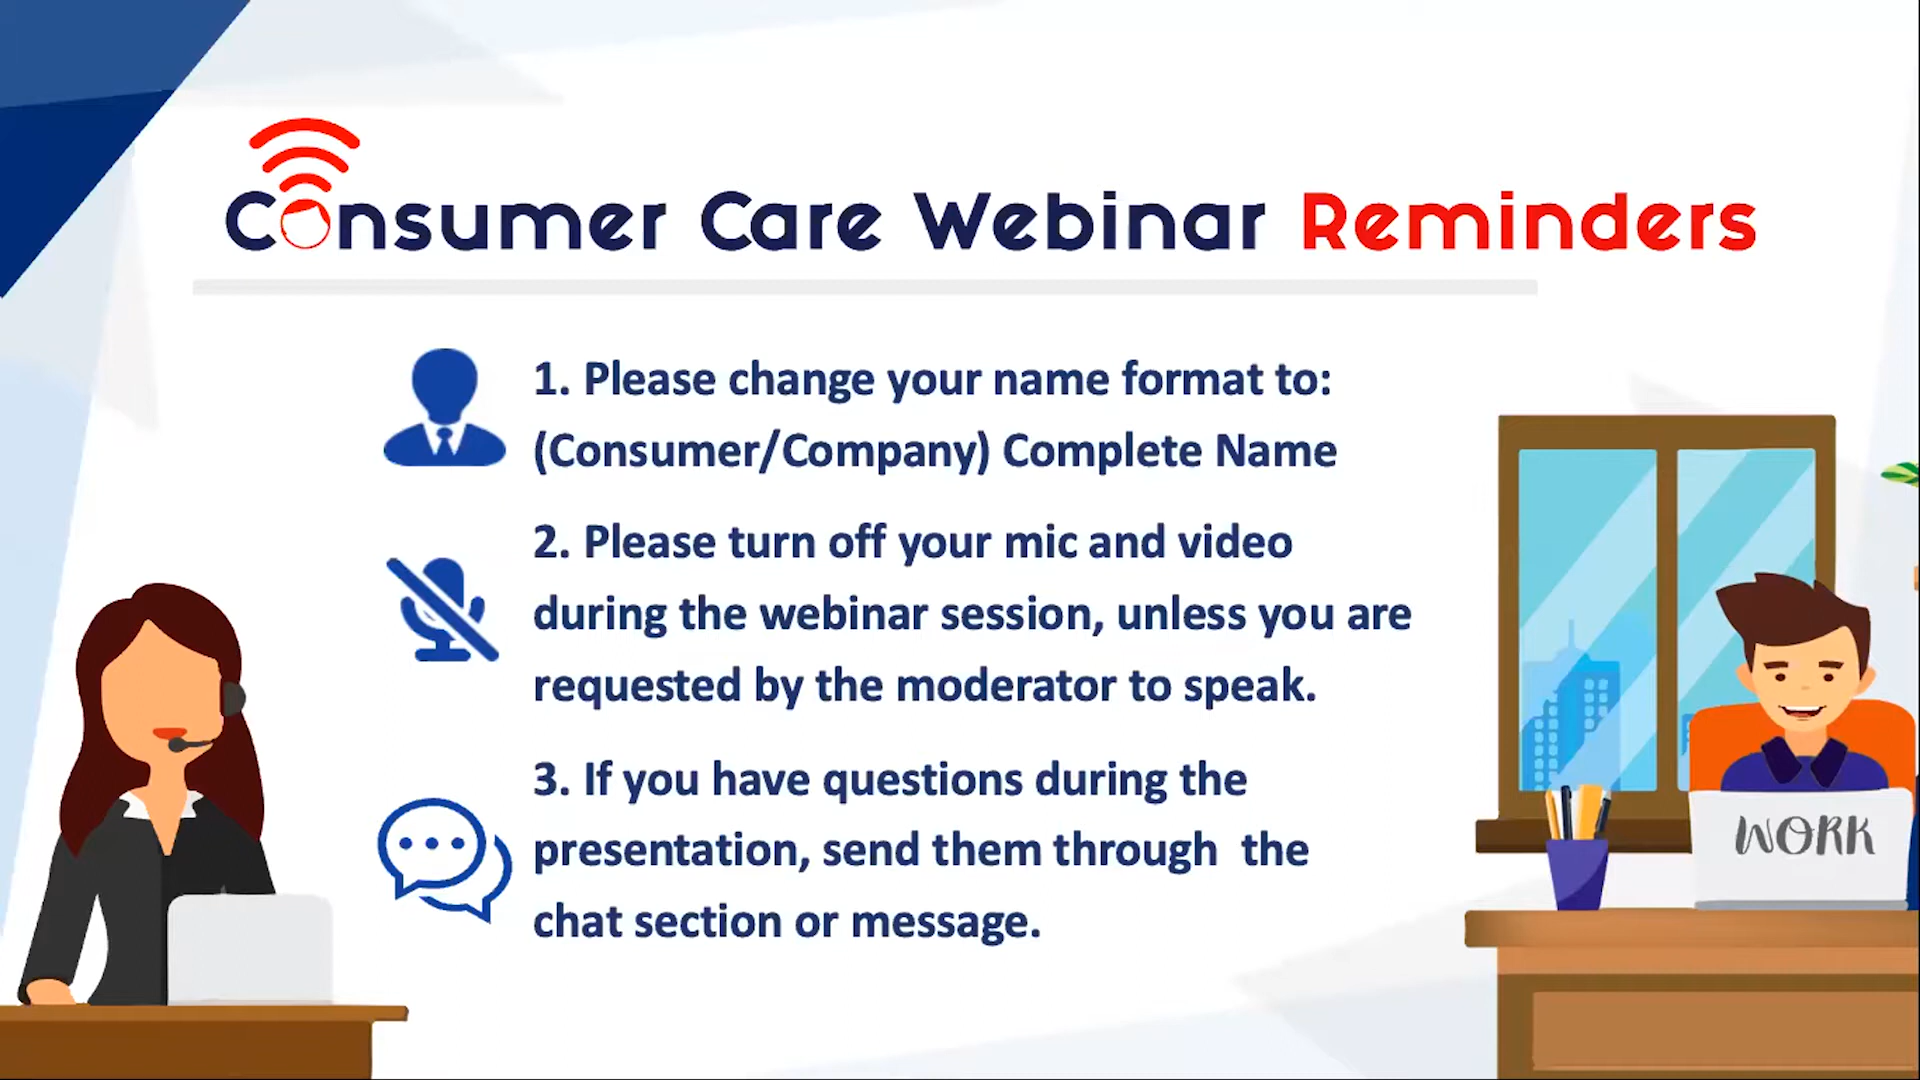 Consumer Care Webinar Reminders
1. Please change your name format to:
(Consumer/Company) Complete Name
2. Please turn off your mic and video
during the webinar session, unless you are
requested by the moderator to speak.
3. If you have questions during the
presentation, send them through  the
chat section or message.
WORK